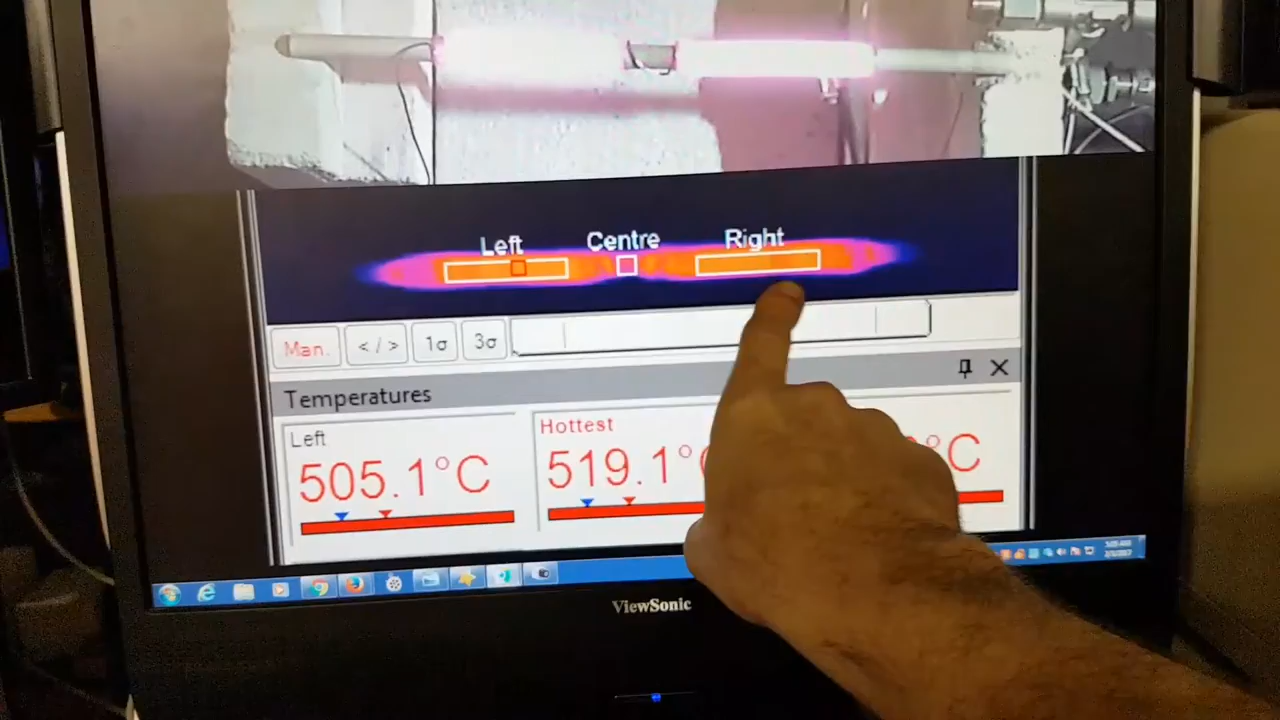 Left Centre Right
Man. < / > 1σ 3σ
Temperatures
Left Hottest
505.1°C 519.1° °C
ViewSonic